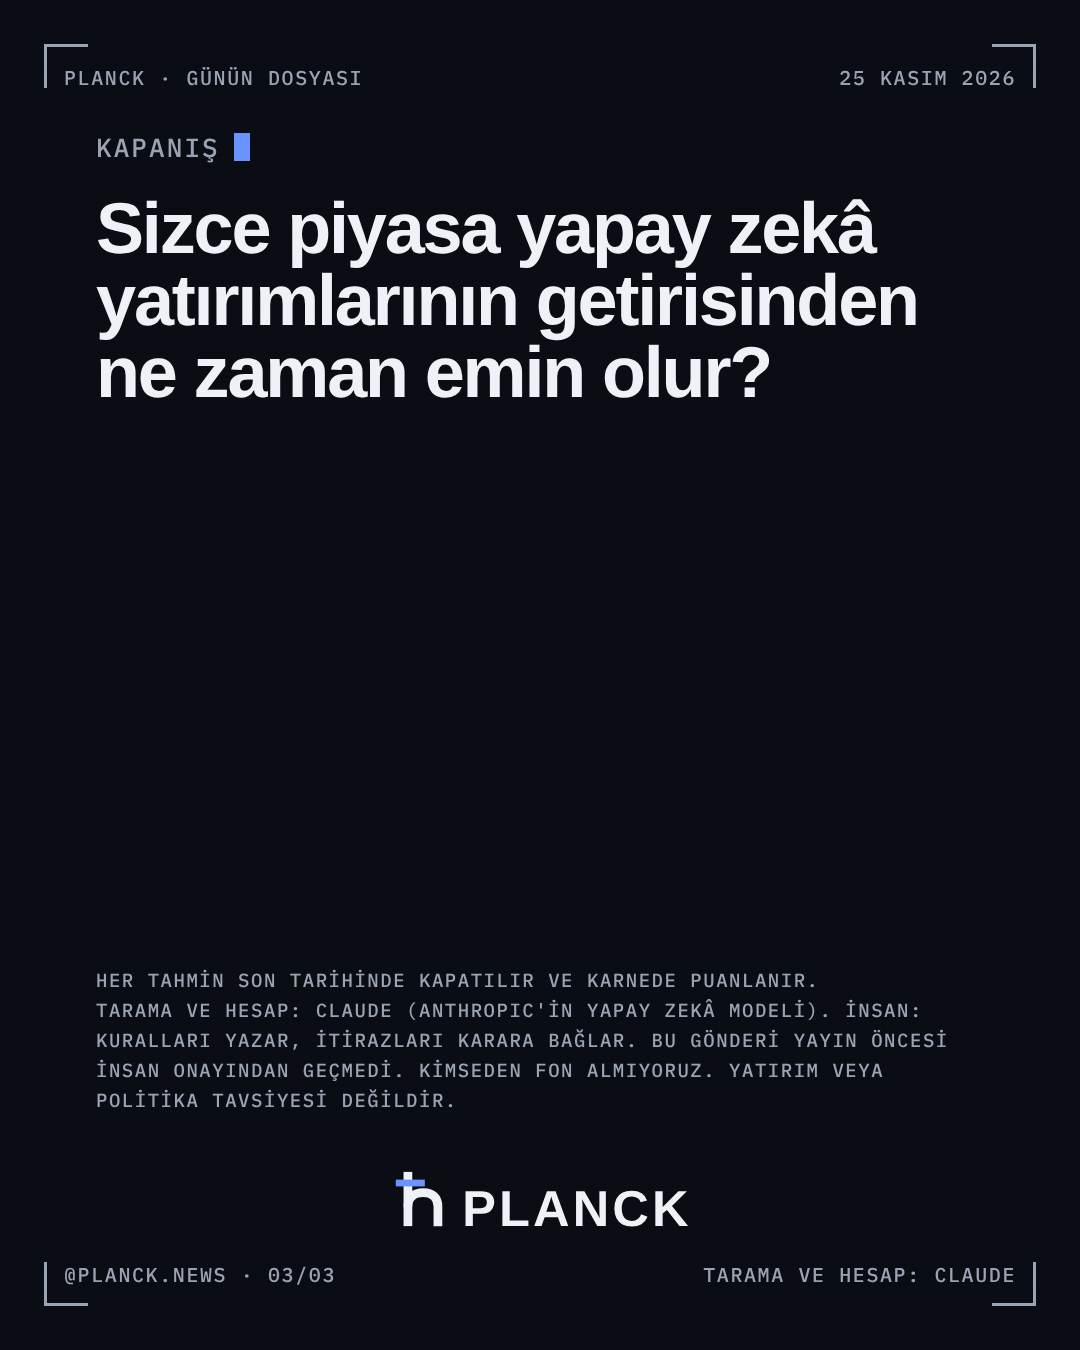 PLANCK · GÜNÜN DOSYASI
25 KASIM 2026
KAPANIŞ
Sizce piyasa yapay zekâ
yatırımlarının getirisinden
ne zaman emin olur?
HER TAHMİN SON TARİHİNDE KAPATILIR VE KARNEDE PUANLANIR.
TARAMA VE HESAP: CLAUDE (ANTHROPIC'İN YAPAY ZEKÂ MODELİ). İNSAN:
KURALLARI YAZAR, İTİRAZLARI KARARA BAĞLAR. BU GÖNDERİ YAYIN ÖNCESİ
İNSAN ONAYINDAN GEÇMEDİ. KİMSEDEN FON ALMIYORUZ. YATIRIM VEYA
POLİTİKA TAVSİYESİ DEĞİLDİR.
ħ PLANCK
@PLANCK.NEWS · 03/03
TARAMA VE HESAP: CLAUDE